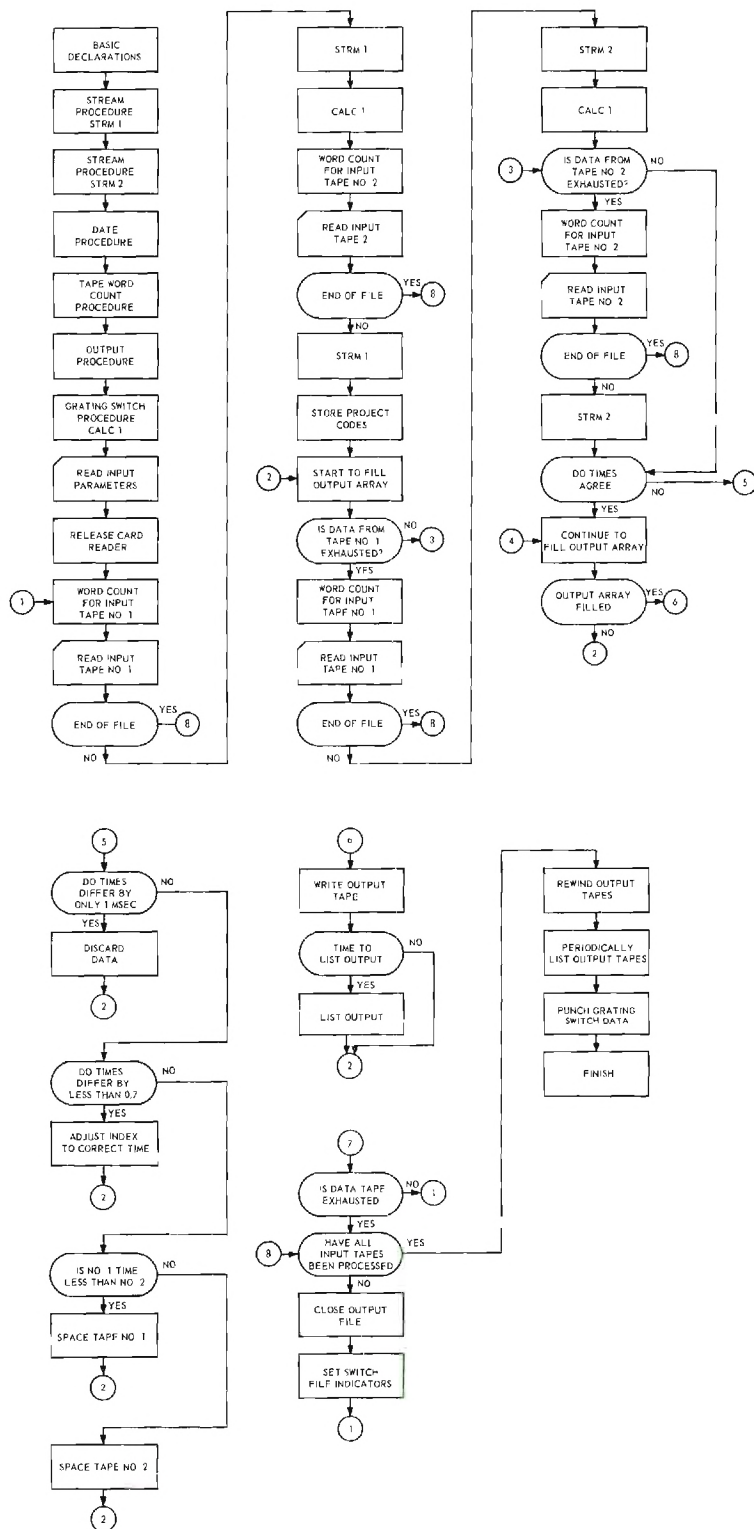 BASIC
DECLARATIONS
STREAM
PROCEDURE
STRM 1
STREAM
PROCEDURE
STRM 2
DATE
PROCEDURE
TAPE WORD
COUNT
PROCEDURE
OUTPUT
PROCEDURE
GRATING SWITCH
PROCEDURE
CALC 1
READ INPUT
PARAMETERS
RELEASE CARD
READER
1
WORD COUNT
FOR INPUT
TAPE NO. 1
READ INPUT
TAPE NO. 1
END OF FILE
YES
8
NO
STRM 1
CALC 1
WORD COUNT
FOR INPUT
TAPE NO. 2
READ INPUT
TAPE 2
END OF FILE
YES
8
NO
STRM 1
STORE PROJECT
CODES
2
START TO FILL
OUTPUT ARRAY
IS DATA FROM
TAPE NO. 1
EXHAUSTED?
NO
3
YES
WORD COUNT
FOR INPUT
TAPE NO. 1
READ INPUT
TAPE NO. 1
END OF FILE
YES
8
NO
STRM 2
CALC 1
3
IS DATA FROM
TAPE NO. 2
EXHAUSTED?
NO
YES
WORD COUNT
FOR INPUT
TAPE NO. 2
READ INPUT
TAPE NO. 2
END OF FILE
YES
8
NO
STRM 2
DO TIMES
AGREE
NO
5
YES
4
CONTINUE TO
FILL OUTPUT ARRAY
OUTPUT ARRAY
FILLED
YES
6
NO
2
5
DO TIMES
DIFFER BY
ONLY 1 MSEC
NO
YES
DISCARD
DATA
2
DO TIMES
DIFFER BY
LESS THAN 0.7
NO
YES
ADJUST INDEX
TO CORRECT TIME
2
IS NO. 1 TIME
LESS THAN NO. 2
NO
YES
SPACE TAPE NO. 1
2
SPACE TAPE NO. 2
2
6
WRITE OUTPUT
TAPE
TIME TO
LIST OUTPUT
NO
YES
LIST OUTPUT
2
7
IS DATA TAPE
EXHAUSTED
NO
1
YES
8
HAVE ALL
INPUT TAPES
BEEN PROCESSED
YES
NO
CLOSE OUTPUT
FILE
SET SWITCH
FILE INDICATORS
1
REWIND OUTPUT
TAPES
PERIODICALLY
LIST OUTPUT TAPES
PUNCH GRATING
SWITCH DATA
FINISH